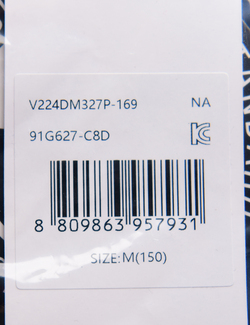 V224DM327P-169 NA
91G627-C8D
8 809863 957931
SIZE:M(150)